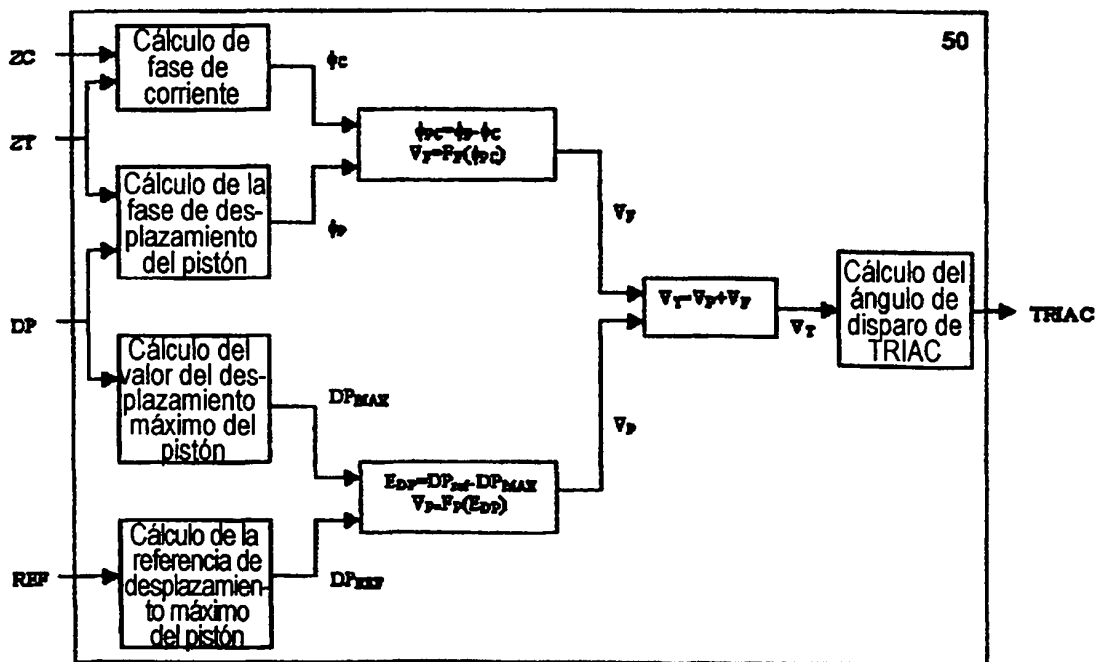 50
ZC
Cálculo de
fase de
corriente
ϕC
ZT
ϕPC=ϕP-ϕC
VF=FF(ϕPC)
Cálculo de la
fase de des-
plazamiento
del pistón
ϕP
VF
DP
VT=VP+VF
VT
Cálculo del
ángulo de
disparo de
TRIAC
TRIAC
Cálculo del
valor del des-
plazamiento
máximo del
pistón
DPMAX
VP
EDP=DPref-DPMAX
VP=FP(EDP)
REF
Cálculo de la
referencia de
desplazamien-
to máximo
del pistón
DPREF